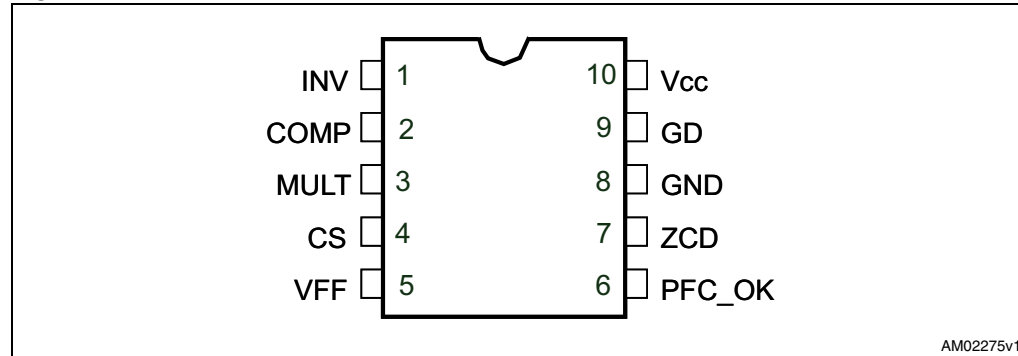 INV 1 10 Vcc
COMP 2 9 GD
MULT 3 8 GND
CS 4 7 ZCD
VFF 5 6 PFC_OK
AM02275v1